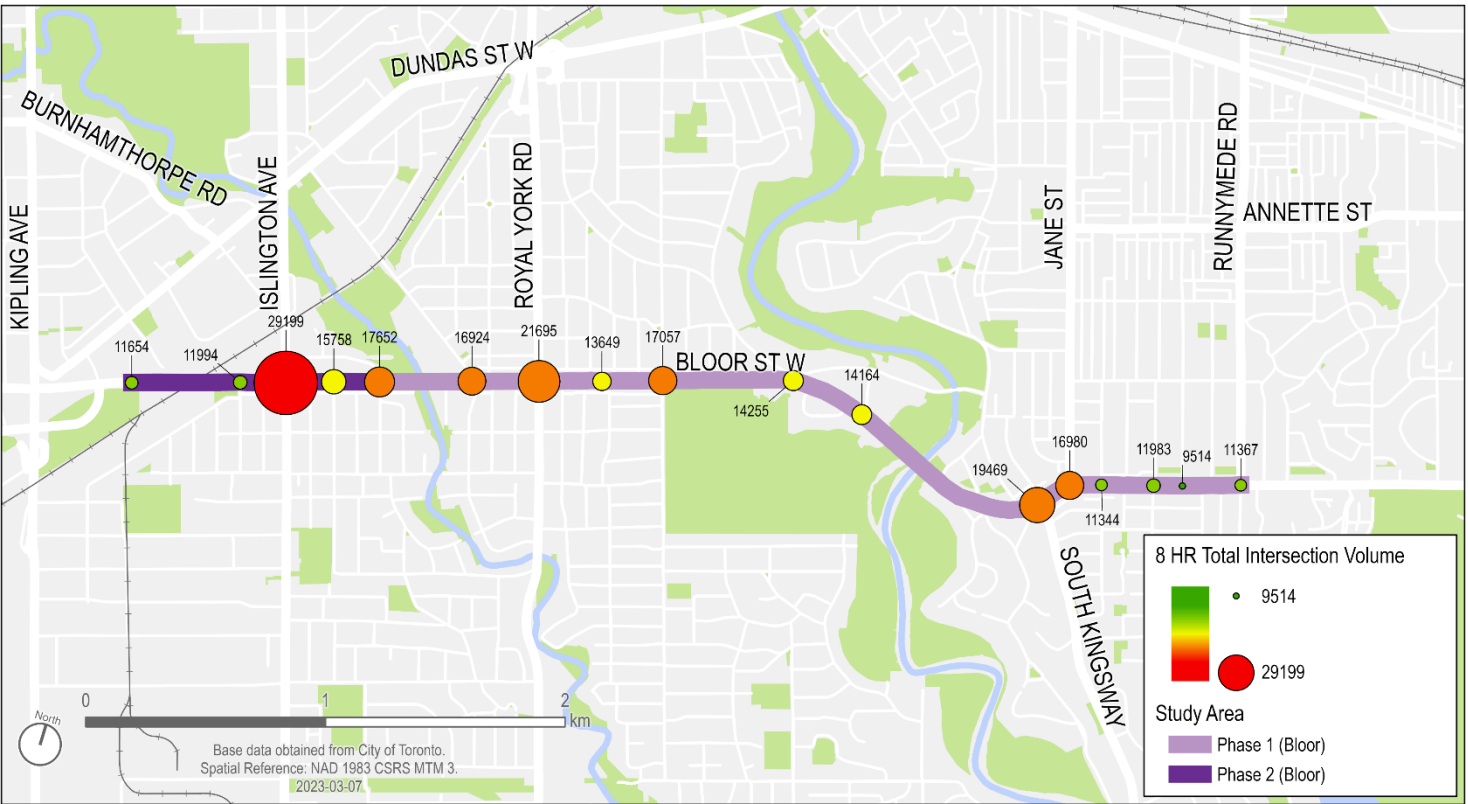 DUNDAS ST W
BURNHAMTHORPE RD
KIPLING AVE
ISLINGTON AVE
ROYAL YORK RD
JANE ST
RUNNYMEDE RD
ANNETTE ST
11654
11994
29199
15758
17652
16924
21695
13649
17057
BLOOR ST W
14255
14164
19469
16980
11344
11983
9514
11367
SOUTH KINGSWAY
8 HR Total Intersection Volume
9514
29199
Study Area
Phase 1 (Bloor)
Phase 2 (Bloor)
0 1 2
km
North
Base data obtained from City of Toronto.
Spatial Reference: NAD 1983 CSRS MTM 3.
2023-03-07